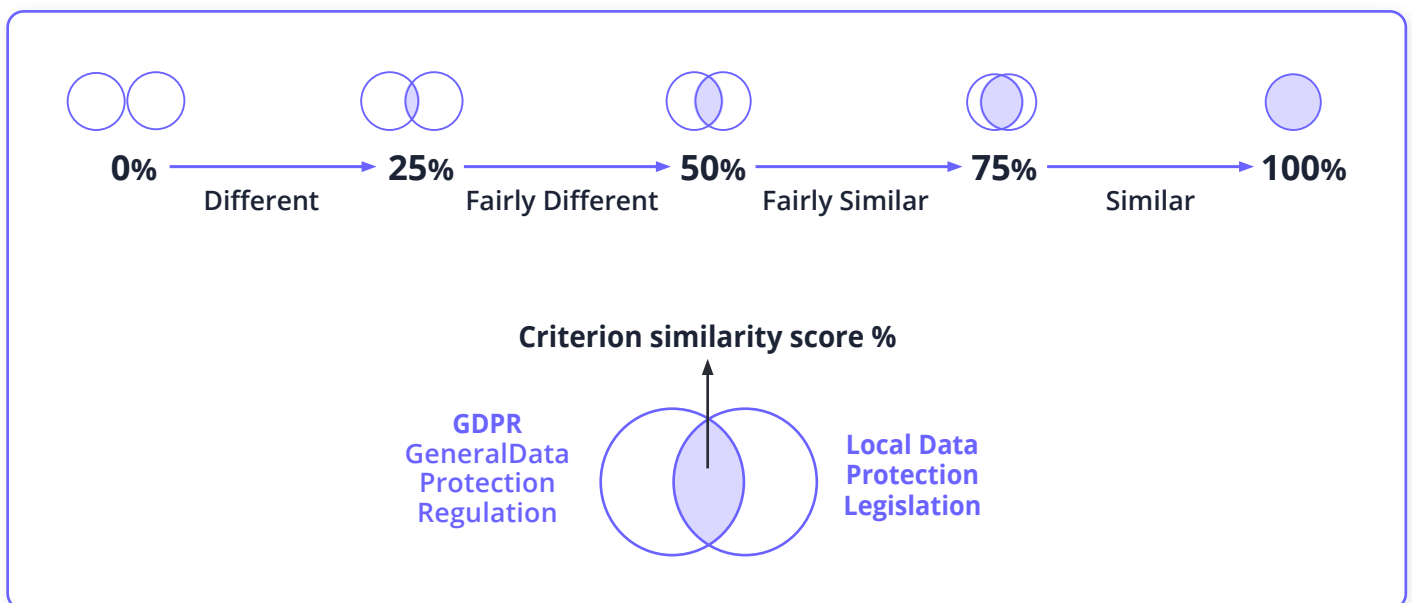 0% 25% 50% 75% 100%
Different Fairly Different Fairly Similar Similar
Criterion similarity score %
GDPR
GeneralData
Protection
Regulation
Local Data
Protection
Legislation